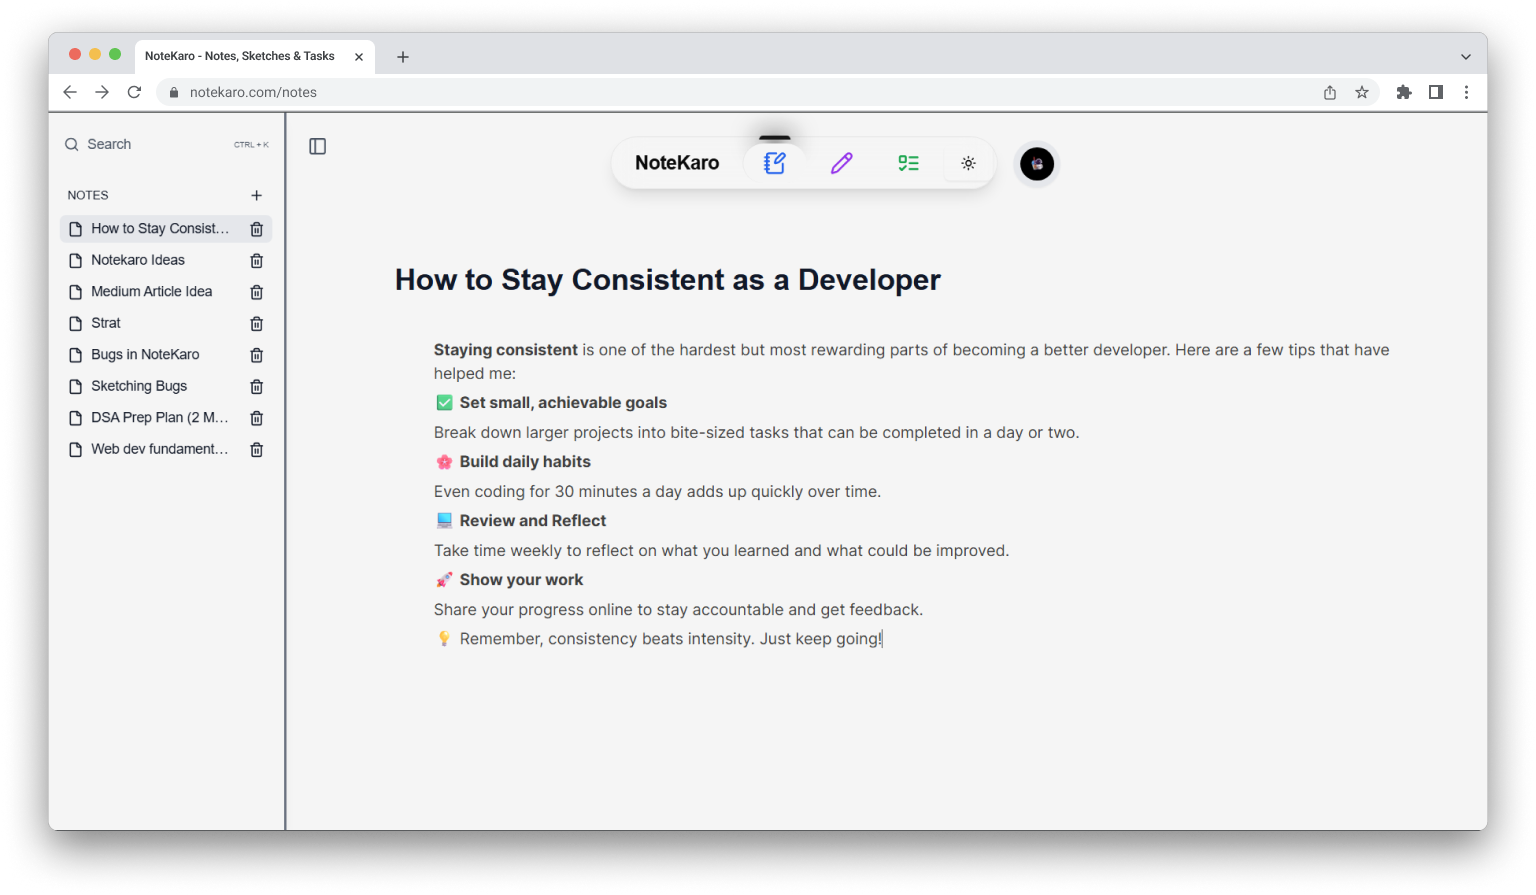 NoteKaro - Notes, Sketches & Tasks
notekaro.com/notes
Search
CTRL + K
NOTES
How to Stay Consist...
Notekaro Ideas
Medium Article Idea
Strat
Bugs in NoteKaro
Sketching Bugs
DSA Prep Plan (2 M...
Web dev fundament...
NoteKaro
How to Stay Consistent as a Developer
Staying consistent is one of the hardest but most rewarding parts of becoming a better developer. Here are a few tips that have
helped me:
✅ Set small, achievable goals
Break down larger projects into bite-sized tasks that can be completed in a day or two.
🌸 Build daily habits
Even coding for 30 minutes a day adds up quickly over time.
💻 Review and Reflect
Take time weekly to reflect on what you learned and what could be improved.
🚀 Show your work
Share your progress online to stay accountable and get feedback.
💡 Remember, consistency beats intensity. Just keep going!